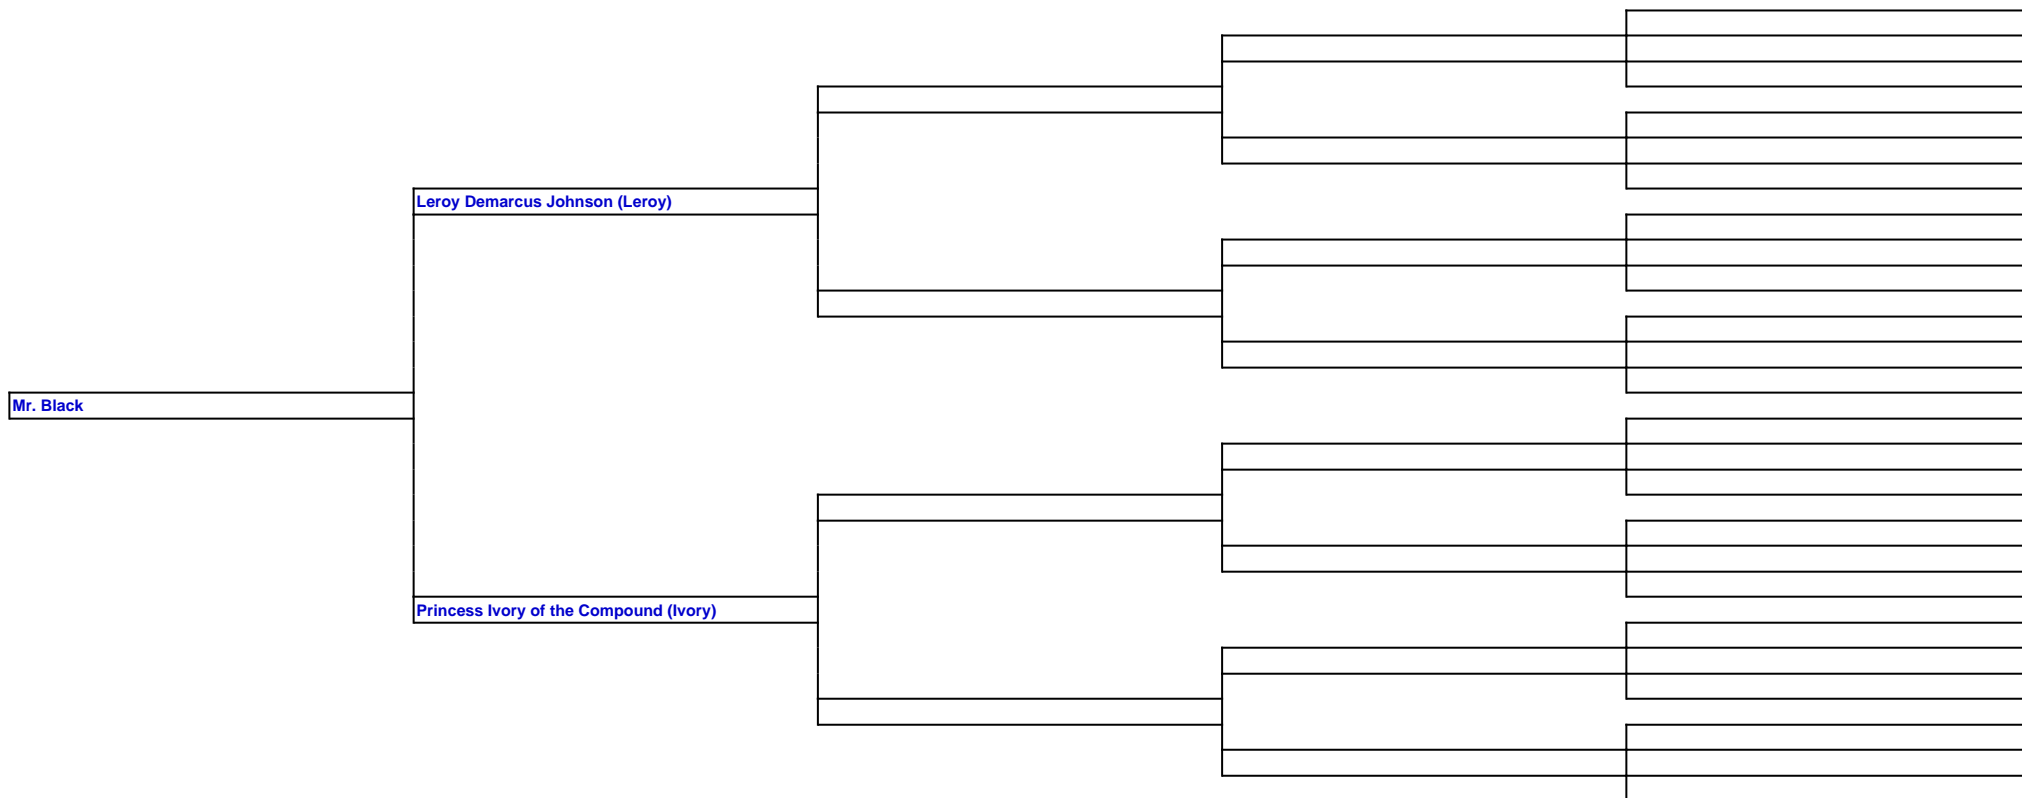 Leroy Demarcus Johnson (Leroy)
Mr. Black
Princess Ivory of the Compound (Ivory)